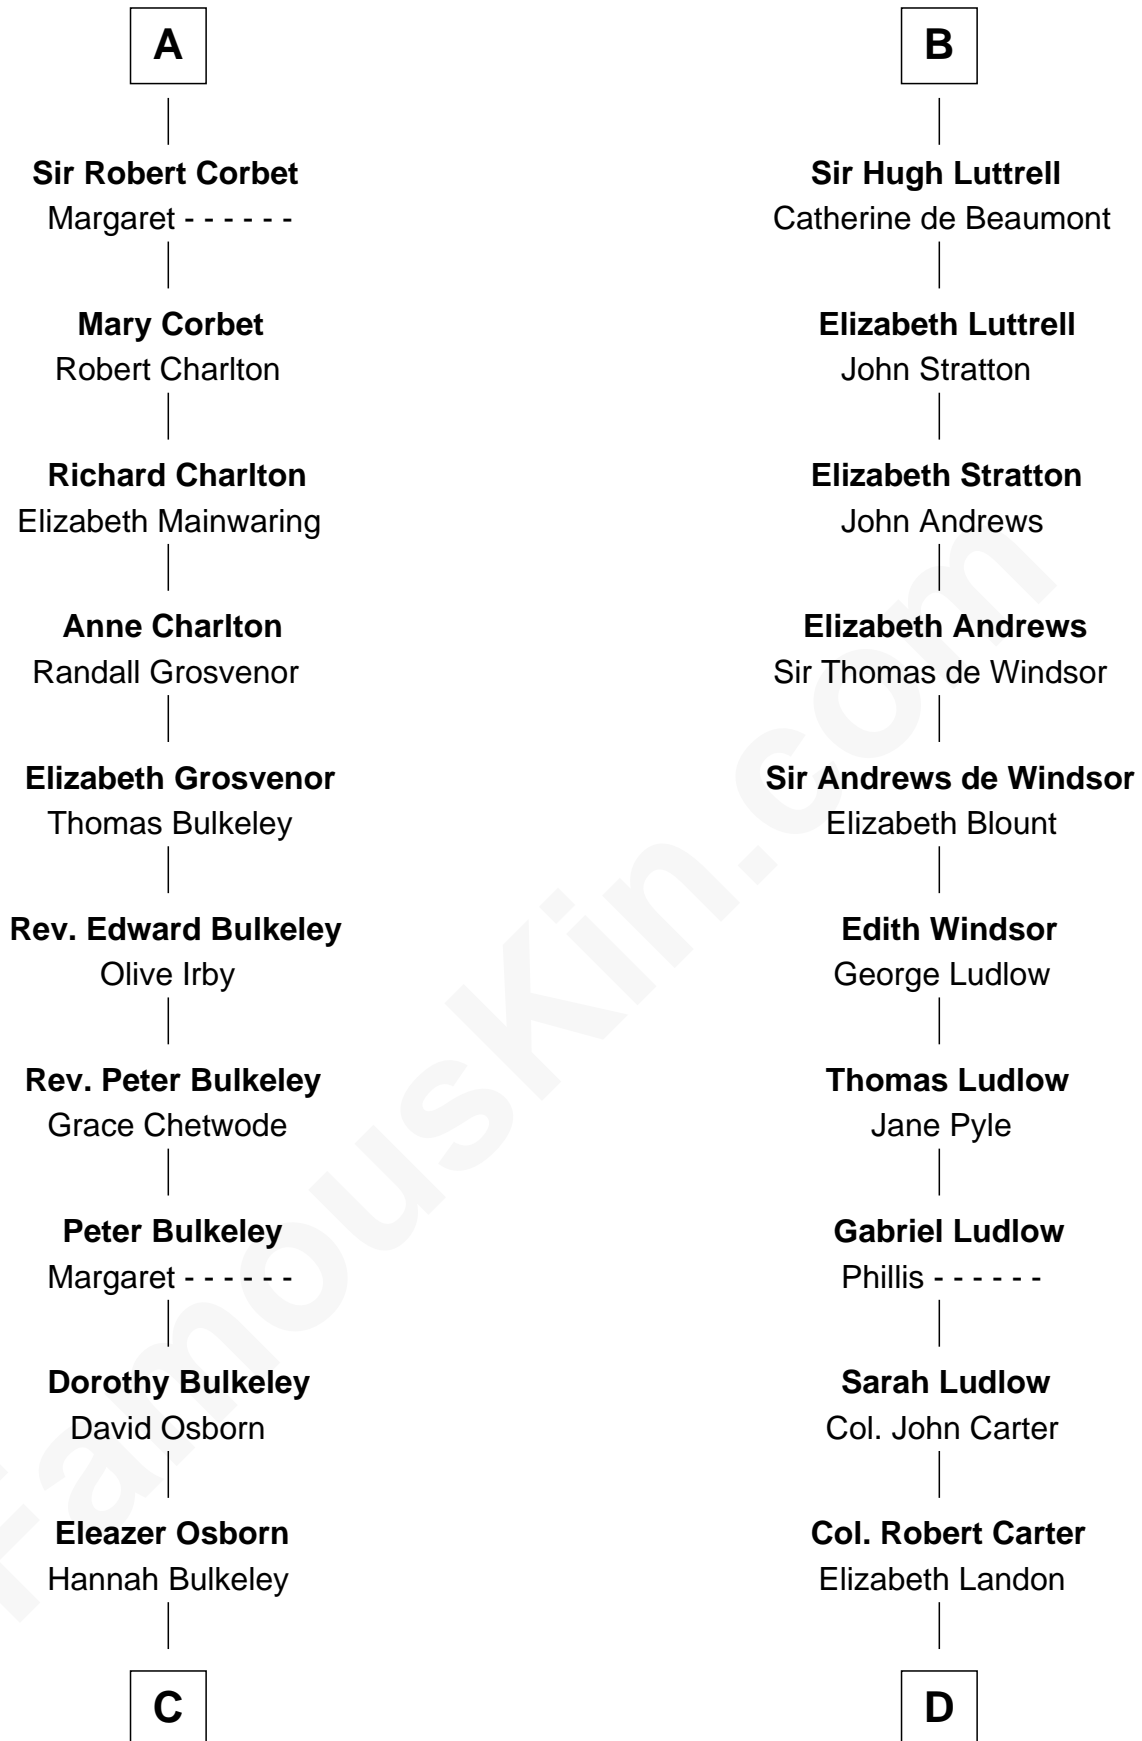 A
Sir Robert Corbet
Margaret - - - - - -
Mary Corbet
Robert Charlton
Richard Charlton
Elizabeth Mainwaring
Anne Charlton
Randall Grosvenor
Elizabeth Grosvenor
Thomas Bulkeley
Rev. Edward Bulkeley
Olive Irby
Rev. Peter Bulkeley
Grace Chetwode
Peter Bulkeley
Margaret - - - - - -
Dorothy Bulkeley
David Osborn
Eleazer Osborn
Hannah Bulkeley
C
B
Sir Hugh Luttrell
Catherine de Beaumont
Elizabeth Luttrell
John Stratton
Elizabeth Stratton
John Andrews
Elizabeth Andrews
Sir Thomas de Windsor
Sir Andrews de Windsor
Elizabeth Blount
Edith Windsor
George Ludlow
Thomas Ludlow
Jane Pyle
Gabriel Ludlow
Phillis - - - - - -
Sarah Ludlow
Col. John Carter
Col. Robert Carter
Elizabeth Landon
D
FamousKin.com